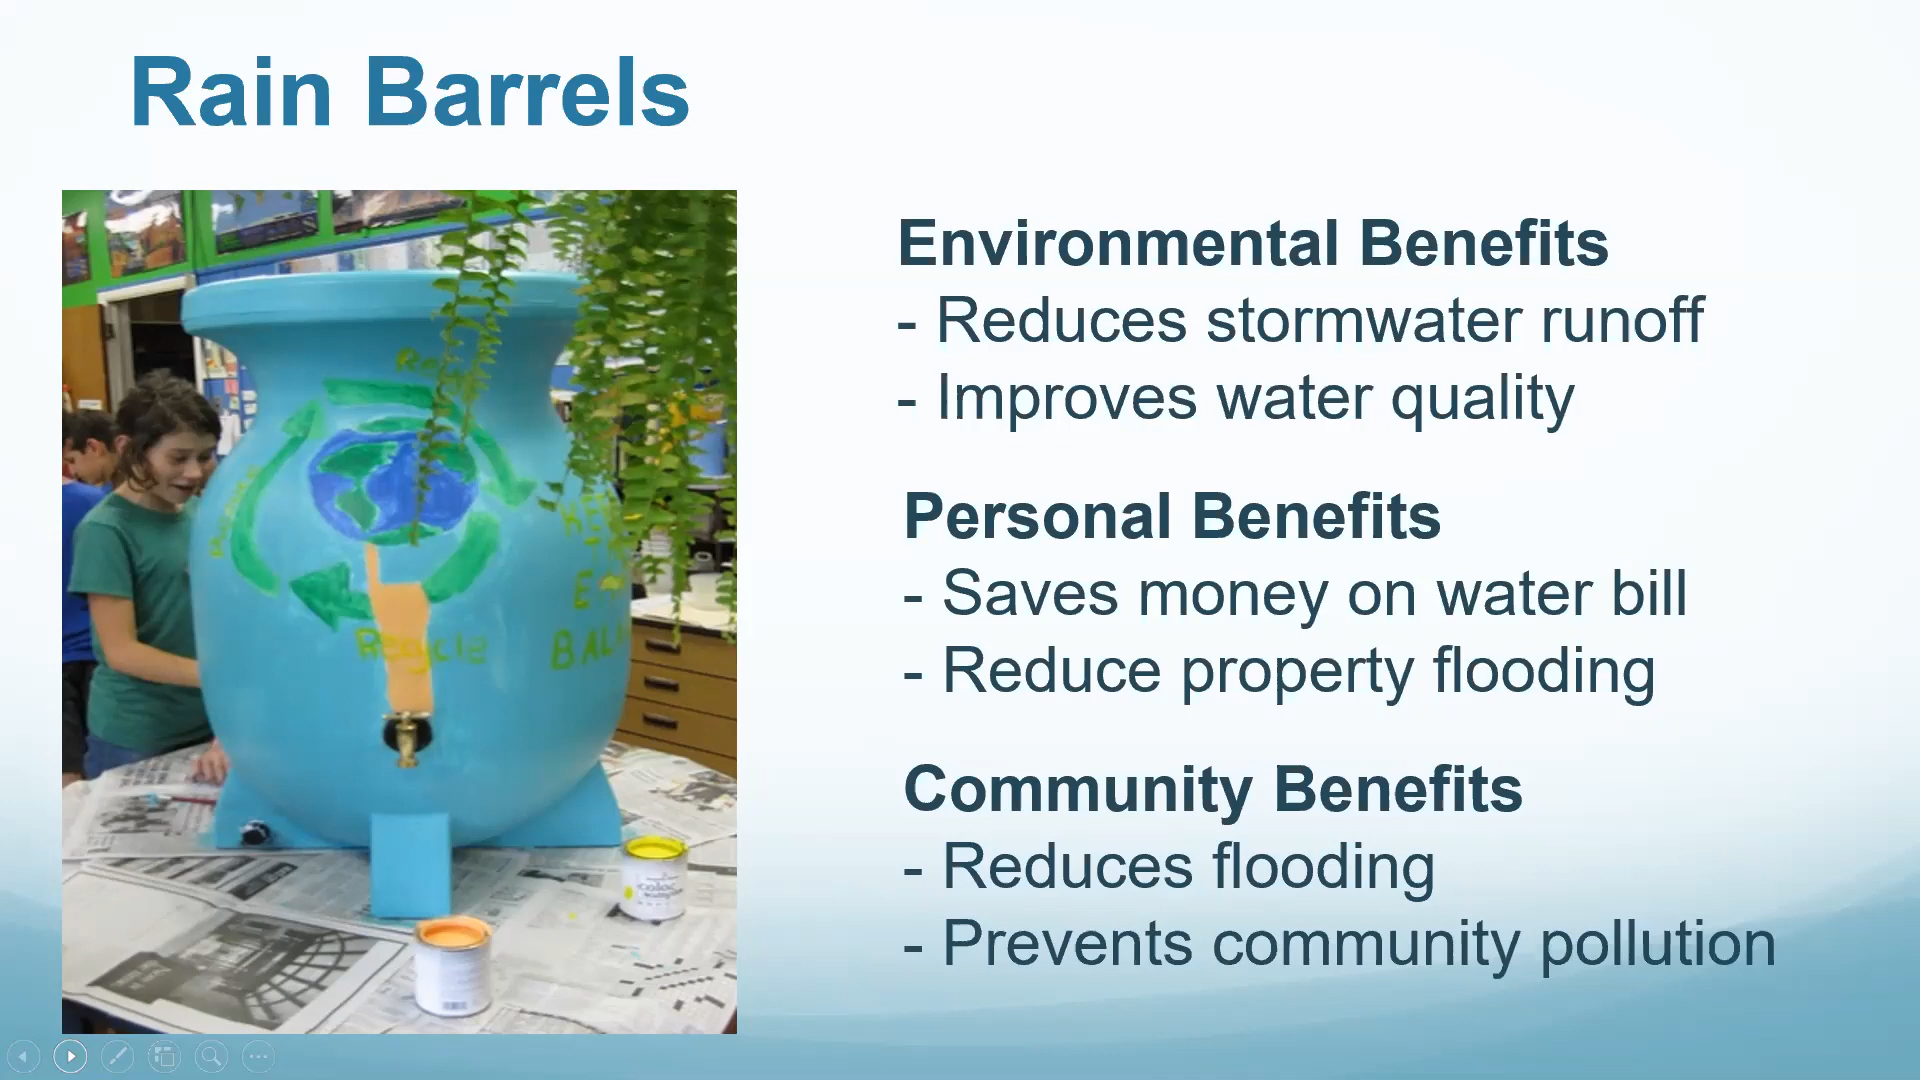 Rain Barrels
Environmental Benefits
- Reduces stormwater runoff
- Improves water quality
Personal Benefits
- Saves money on water bill
- Reduce property flooding
Community Benefits
- Reduces flooding
- Prevents community pollution
Recycle